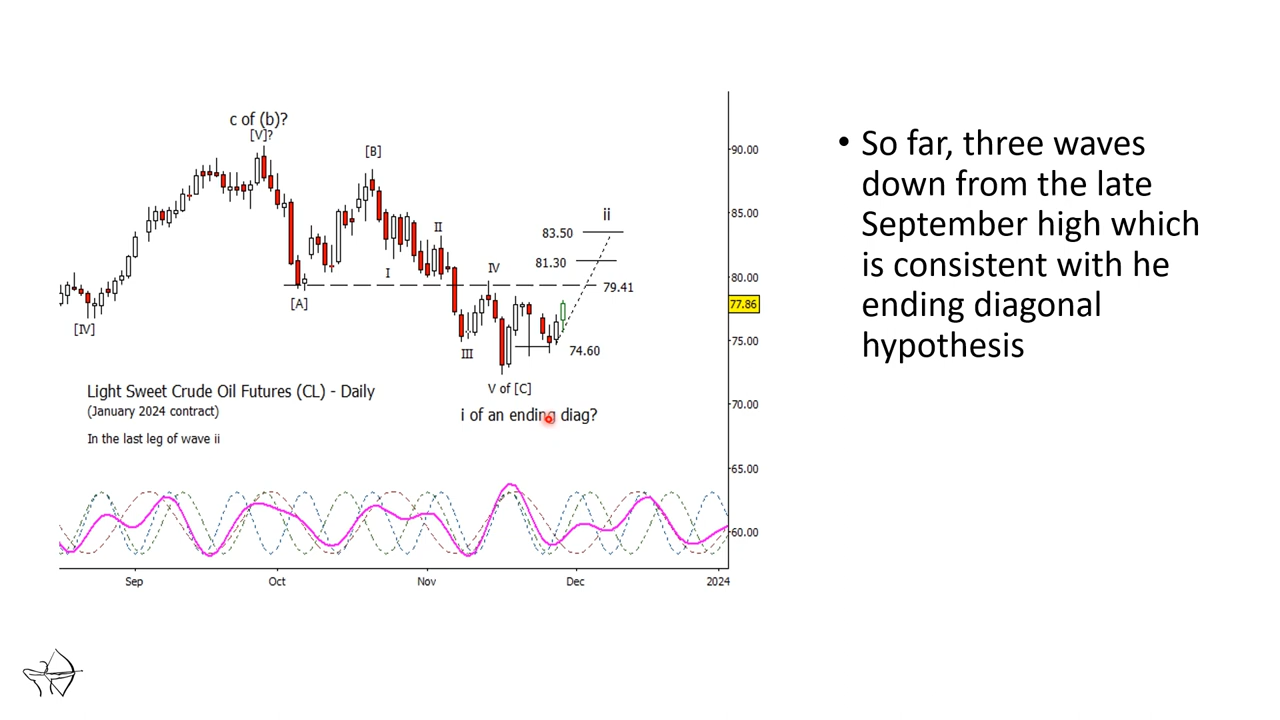 c of (b)?
[V]?
[B]
90.00
85.00
ii
II
83.50
81.30
80.00
I
IV
79.41
[A]
77.86
[IV]
75.00
III
74.60
V of [C]
70.00
i of an ending diag?
Light Sweet Crude Oil Futures (CL) - Daily
(January 2024 contract)
In the last leg of wave ii
65.00
60.00
Sep Oct Nov Dec 2024
• So far, three waves
down from the late
September high which
is consistent with he
ending diagonal
hypothesis